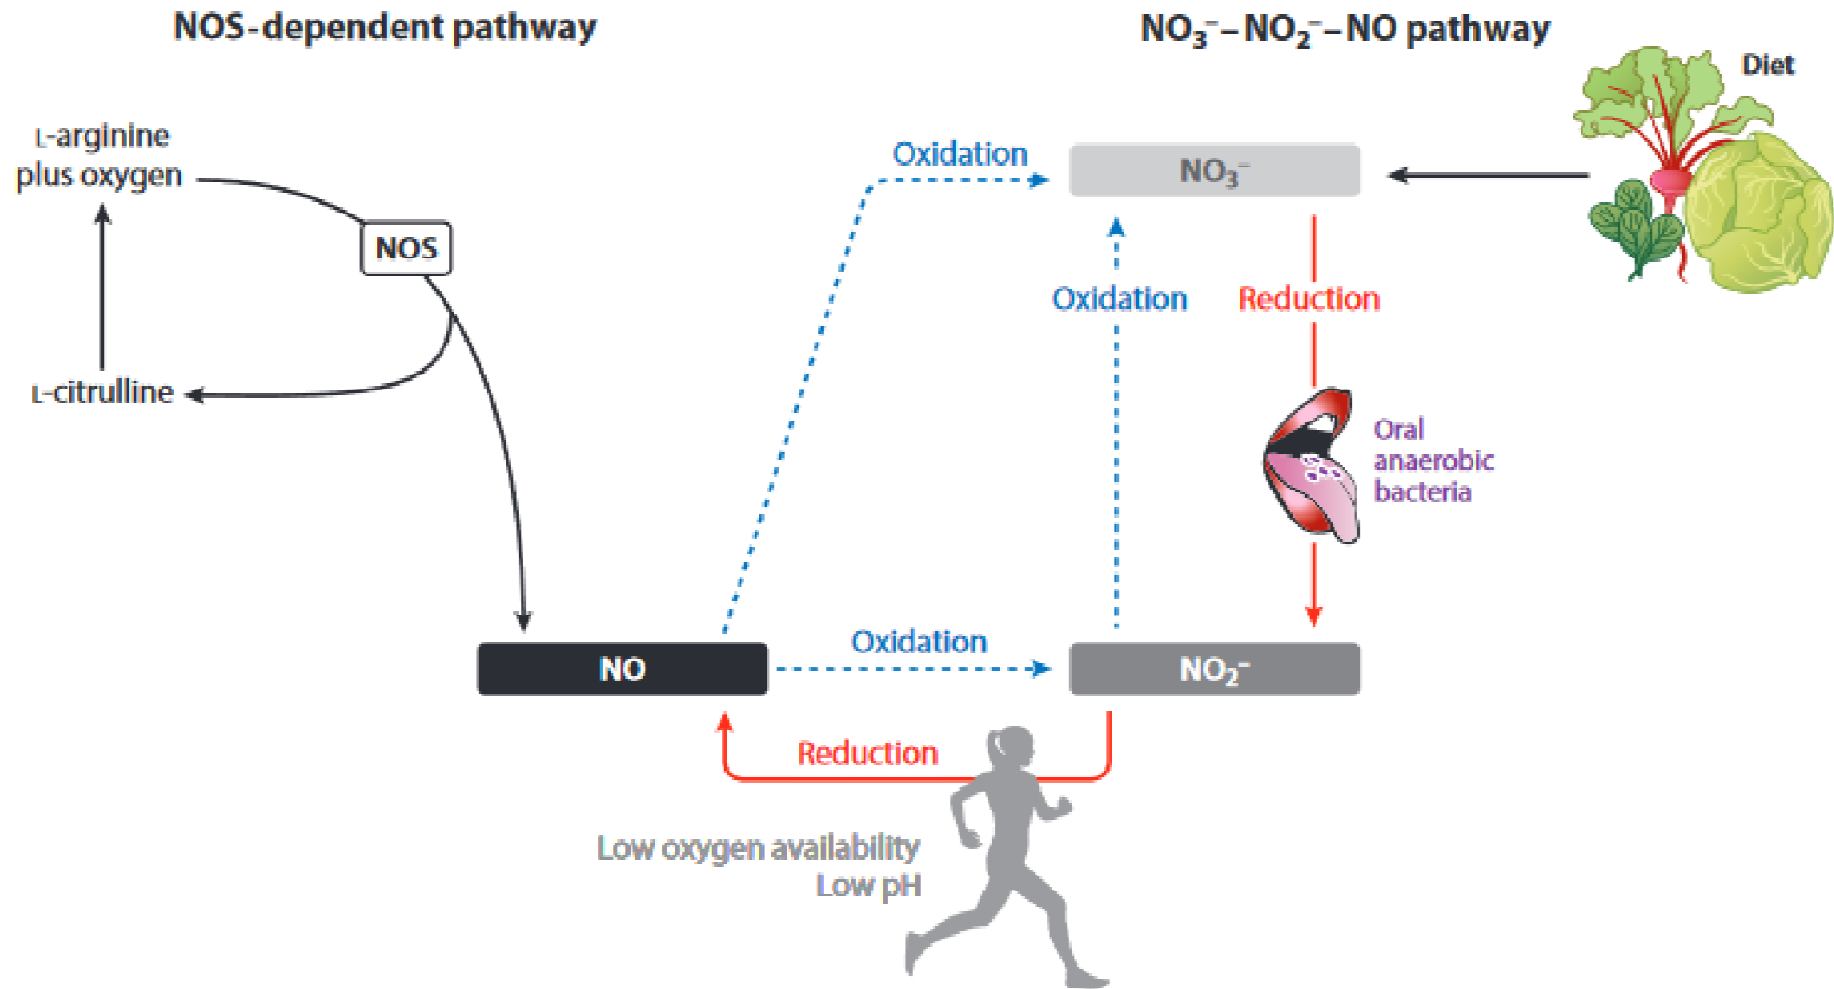 NOS-dependent pathway
NO₃⁻–NO₂⁻–NO pathway
Diet
L-arginine
plus oxygen
Oxidation
NO₃⁻
NOS
Oxidation
Reduction
L-citrulline
Oral
anaerobic
bacteria
Oxidation
NO
NO₂⁻
Reduction
Low oxygen availability
Low pH